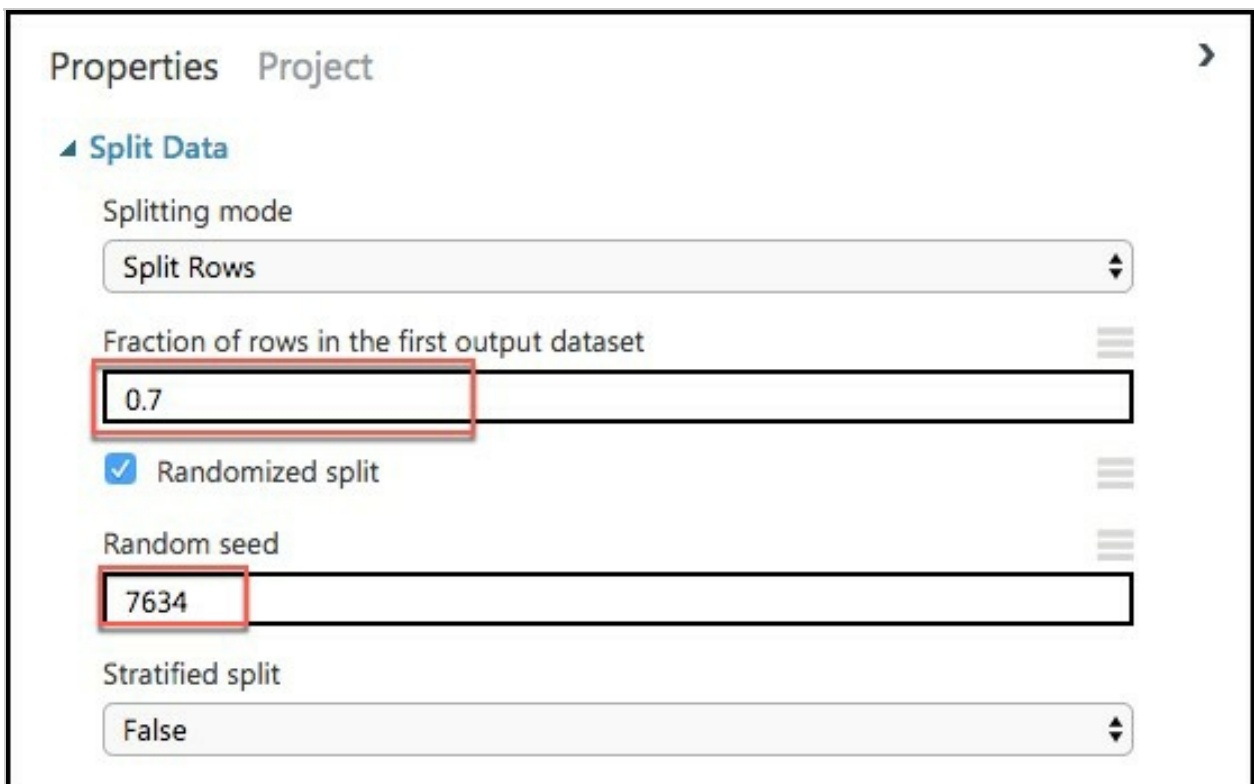 Properties Project
Split Data
Splitting mode
Split Rows
Fraction of rows in the first output dataset
0.7
Randomized split
Random seed
7634
Stratified split
False